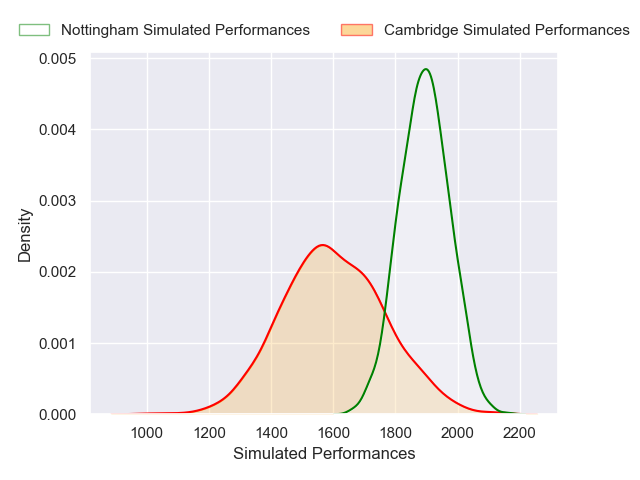 Nottingham Simulated Performances Cambridge Simulated Performances
0.005
0.004
0.003
0.002
0.001
0.000
Density
1000 1200 1400 1600 1800 2000 2200
Simulated Performances